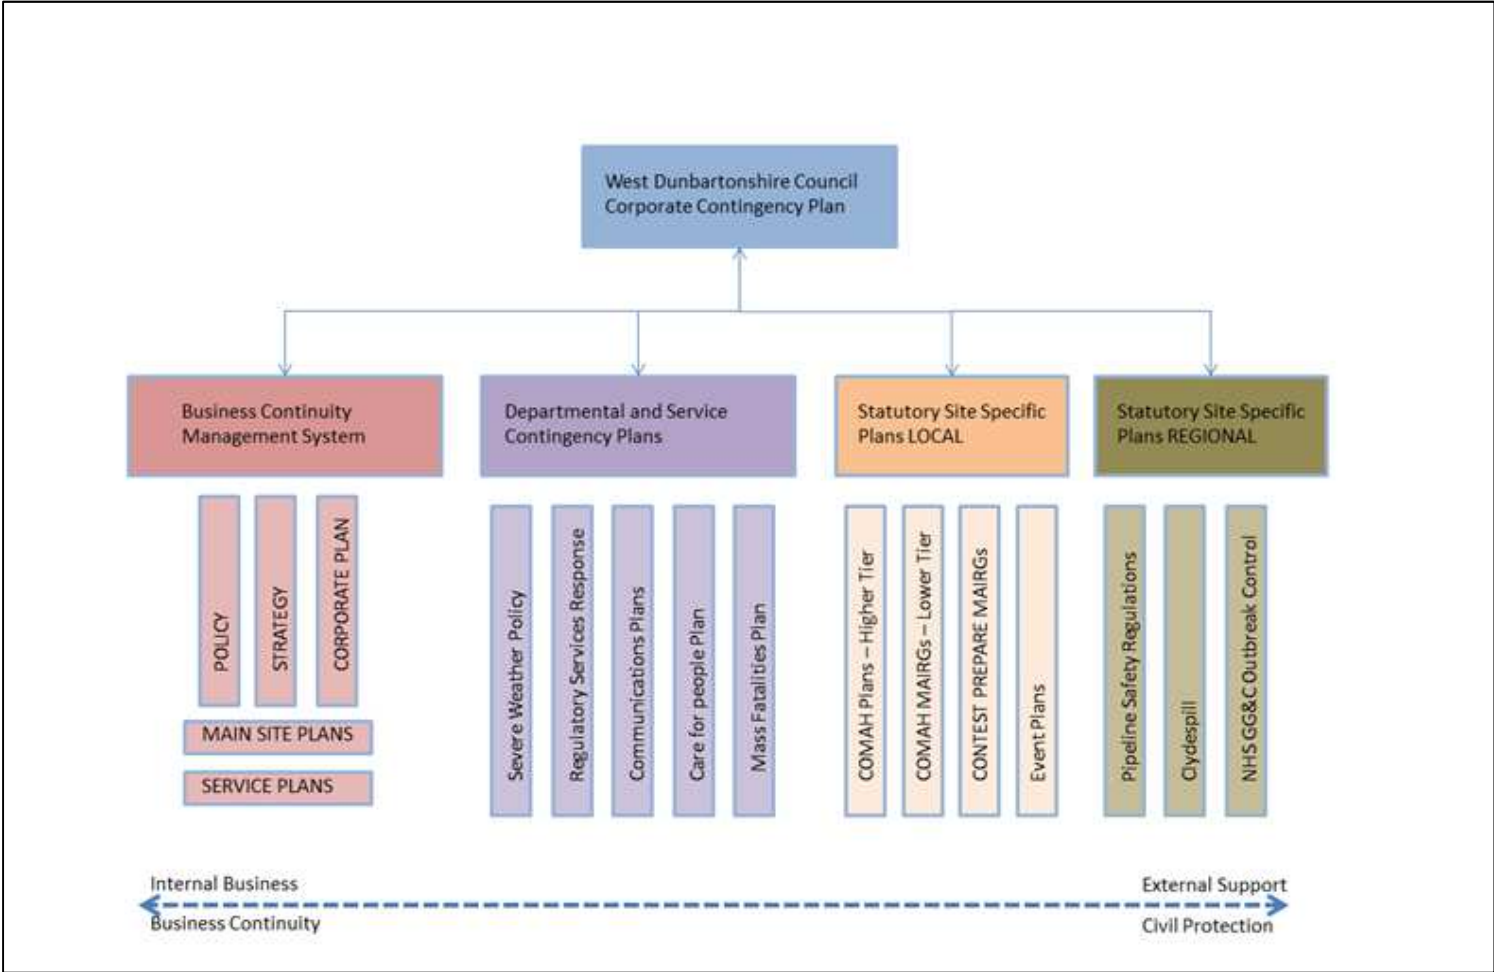 West Dunbartonshire Council
Corporate Contingency Plan
Business Continuity
Management System
Departmental and Service
Contingency Plans
Statutory Site Specific
Plans LOCAL
Statutory Site Specific
Plans REGIONAL
POLICY
STRATEGY
CORPORATE PLAN
MAIN SITE PLANS
SERVICE PLANS
Severe Weather Policy
Regulatory Services Response
Communications Plans
Care for people Plan
Mass Fatalities Plan
COMAH Plans – Higher Tier
COMAH MAIRGs – Lower Tier
CONTEST PREPARE MAIRGs
Event Plans
Pipeline Safety Regulations
Clydespill
NHS GG&C Outbreak Control
Internal Business
External Support
Business Continuity
Civil Protection